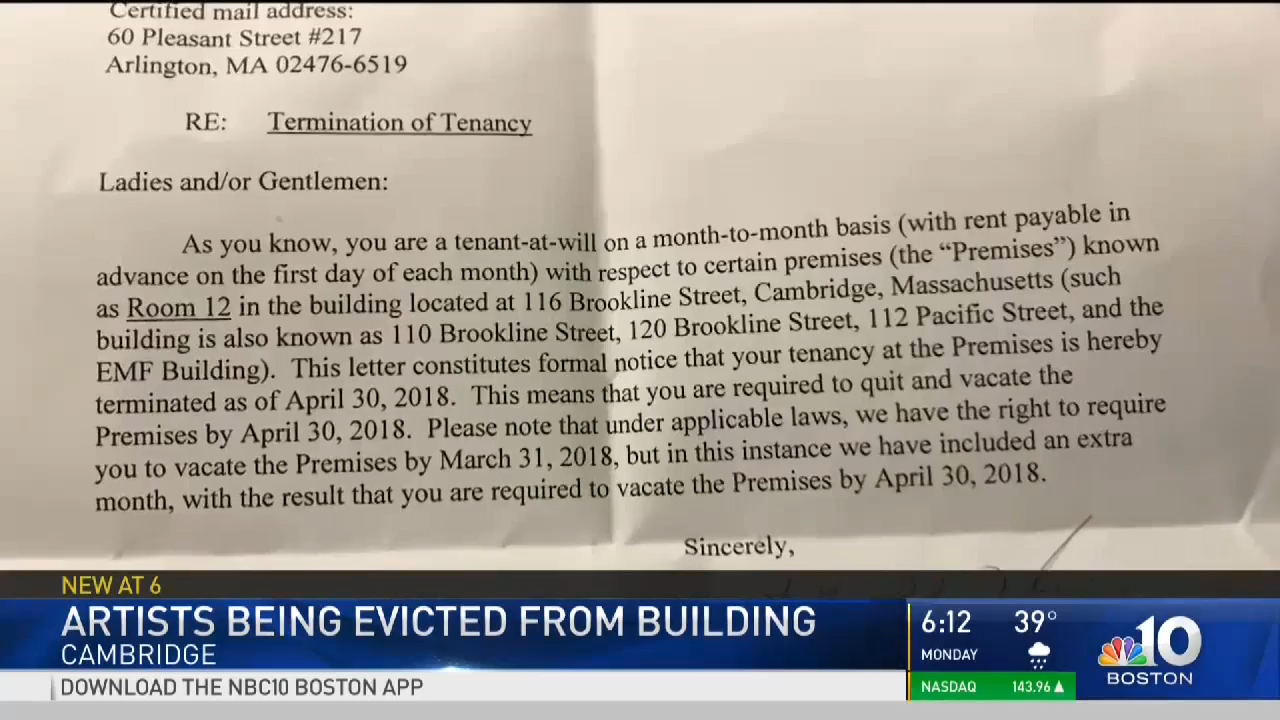 Certified mail address:
60 Pleasant Street #217
Arlington, MA 02476-6519
RE: Termination of Tenancy
Ladies and/or Gentlemen:
As you know, you are a tenant-at-will on a month-to-month basis (with rent payable in
advance on the first day of each month) with respect to certain premises (the “Premises”) known
as Room 12 in the building located at 116 Brookline Street, Cambridge, Massachusetts (such
building is also known as 110 Brookline Street, 120 Brookline Street, 112 Pacific Street, and the
EMF Building). This letter constitutes formal notice that your tenancy at the Premises is hereby
terminated as of April 30, 2018. This means that you are required to quit and vacate the
Premises by April 30, 2018. Please note that under applicable laws, we have the right to require
you to vacate the Premises by March 31, 2018, but in this instance we have included an extra
month, with the result that you are required to vacate the Premises by April 30, 2018.
Sincerely,
NEW AT 6
ARTISTS BEING EVICTED FROM BUILDING
CAMBRIDGE
DOWNLOAD THE NBC10 BOSTON APP
6:12 39°
MONDAY
NASDAQ 143.96 ▲
10
BOSTON